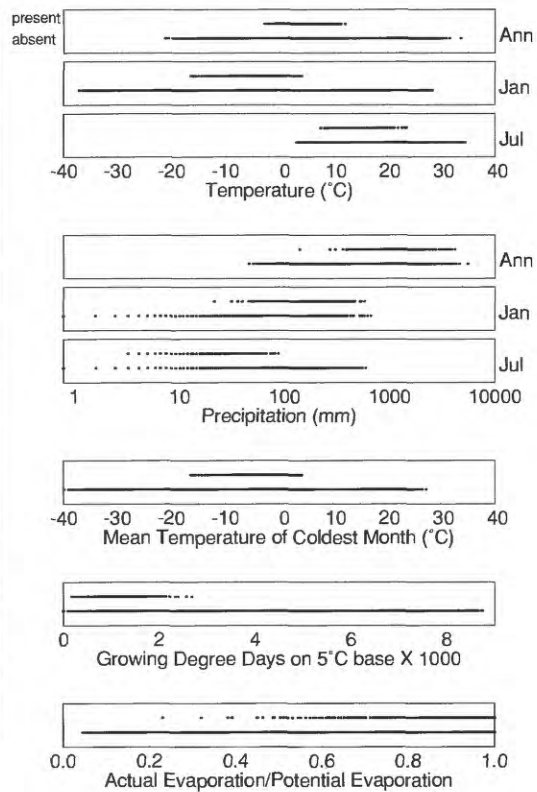 present
absent
Ann
Jan
Jul
-40 -30 -20 -10 0 10 20 30 40
Temperature (°C)
Ann
Jan
Jul
1 10 100 1000 10000
Precipitation (mm)
-40 -30 -20 -10 0 10 20 30 40
Mean Temperature of Coldest Month (°C)
0 2 4 6 8
Growing Degree Days on 5°C base X 1000
0.0 0.2 0.4 0.6 0.8 1.0
Actual Evaporation/Potential Evaporation